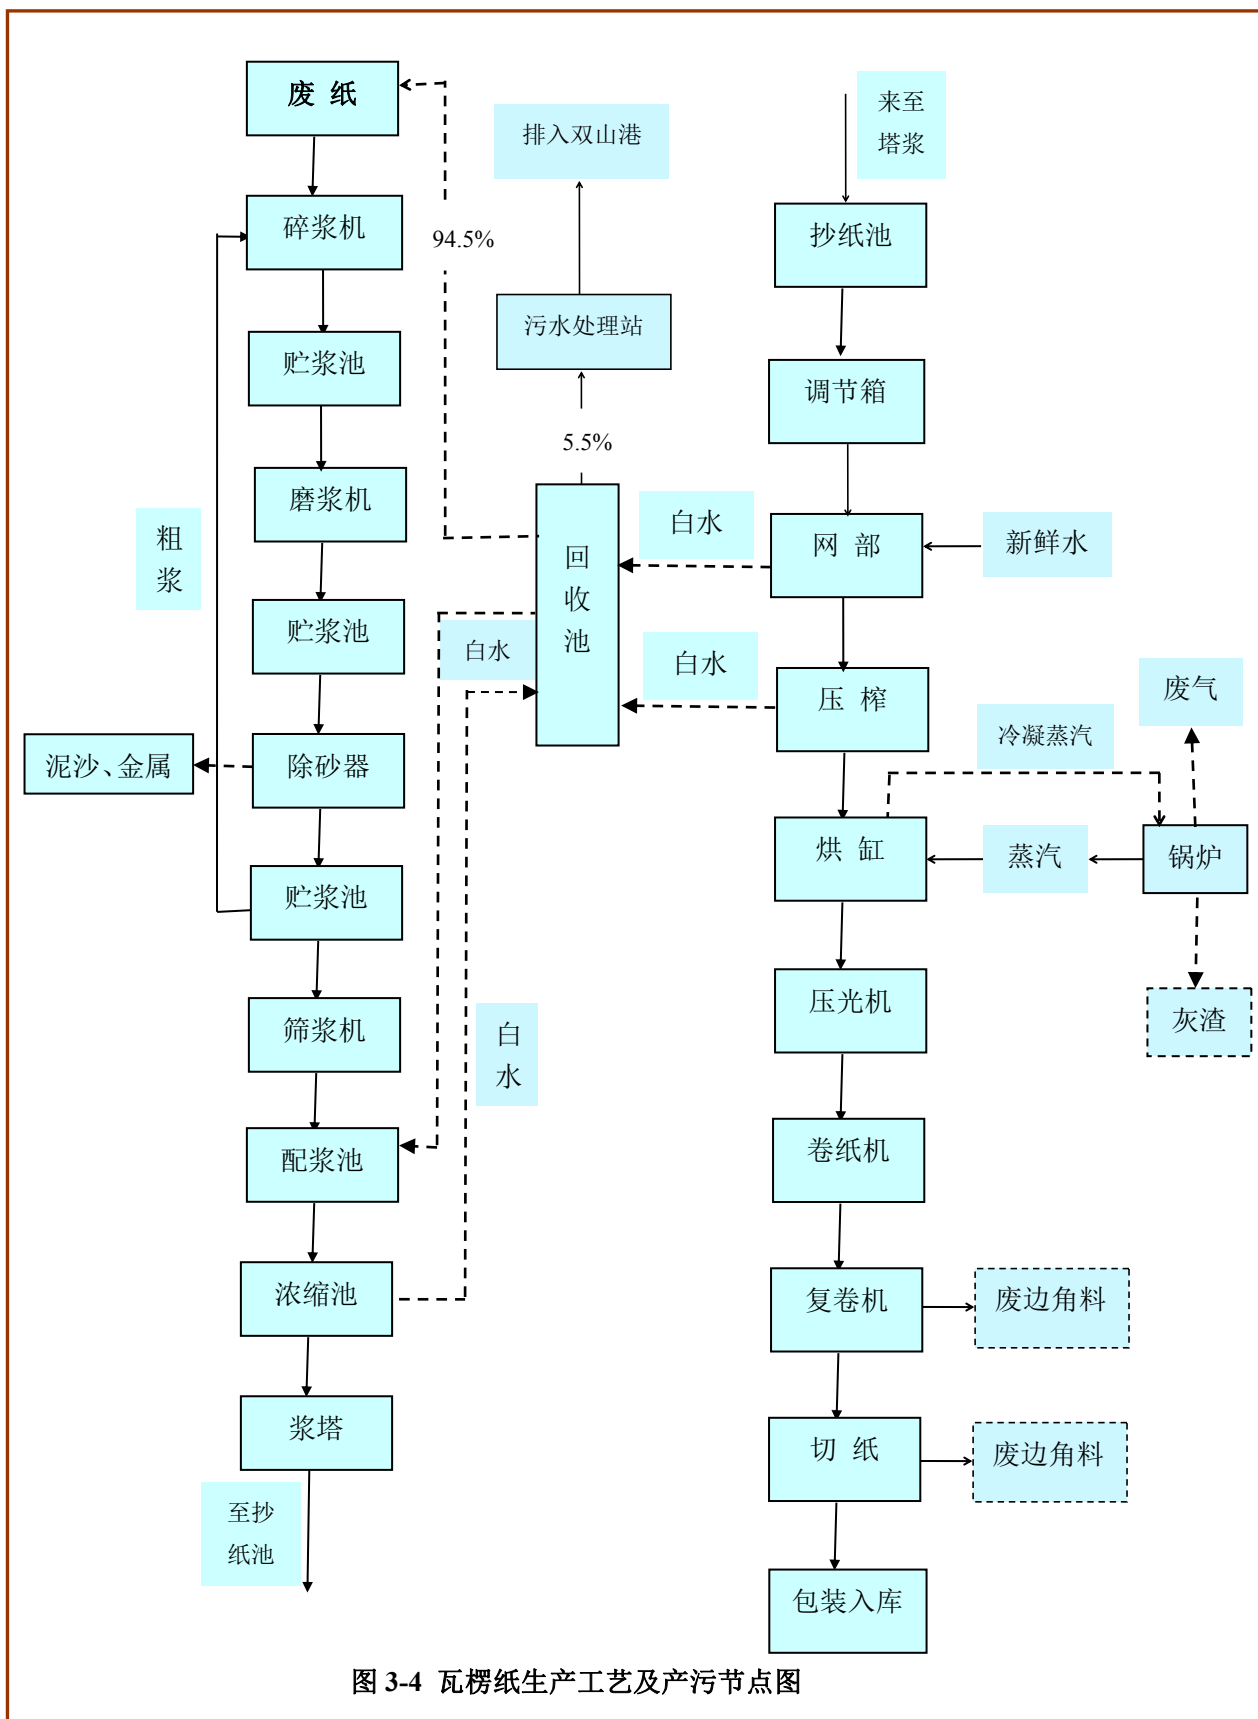 废 纸
碎浆机
贮浆池
磨浆机
贮浆池
除砂器
泥沙、金属
贮浆池
筛浆机
配浆池
浓缩池
浆塔
至抄
纸池
粗
浆
94.5%
排入双山港
污水处理站
5.5%
回
收
池
白水
白水
白水
白
水
来至
塔浆
抄纸池
调节箱
网 部
新鲜水
压 榨
烘 缸
冷凝蒸汽
蒸汽
锅炉
废气
灰渣
压光机
卷纸机
复卷机
废边角料
切 纸
废边角料
包装入库
图 3-4 瓦楞纸生产工艺及产污节点图